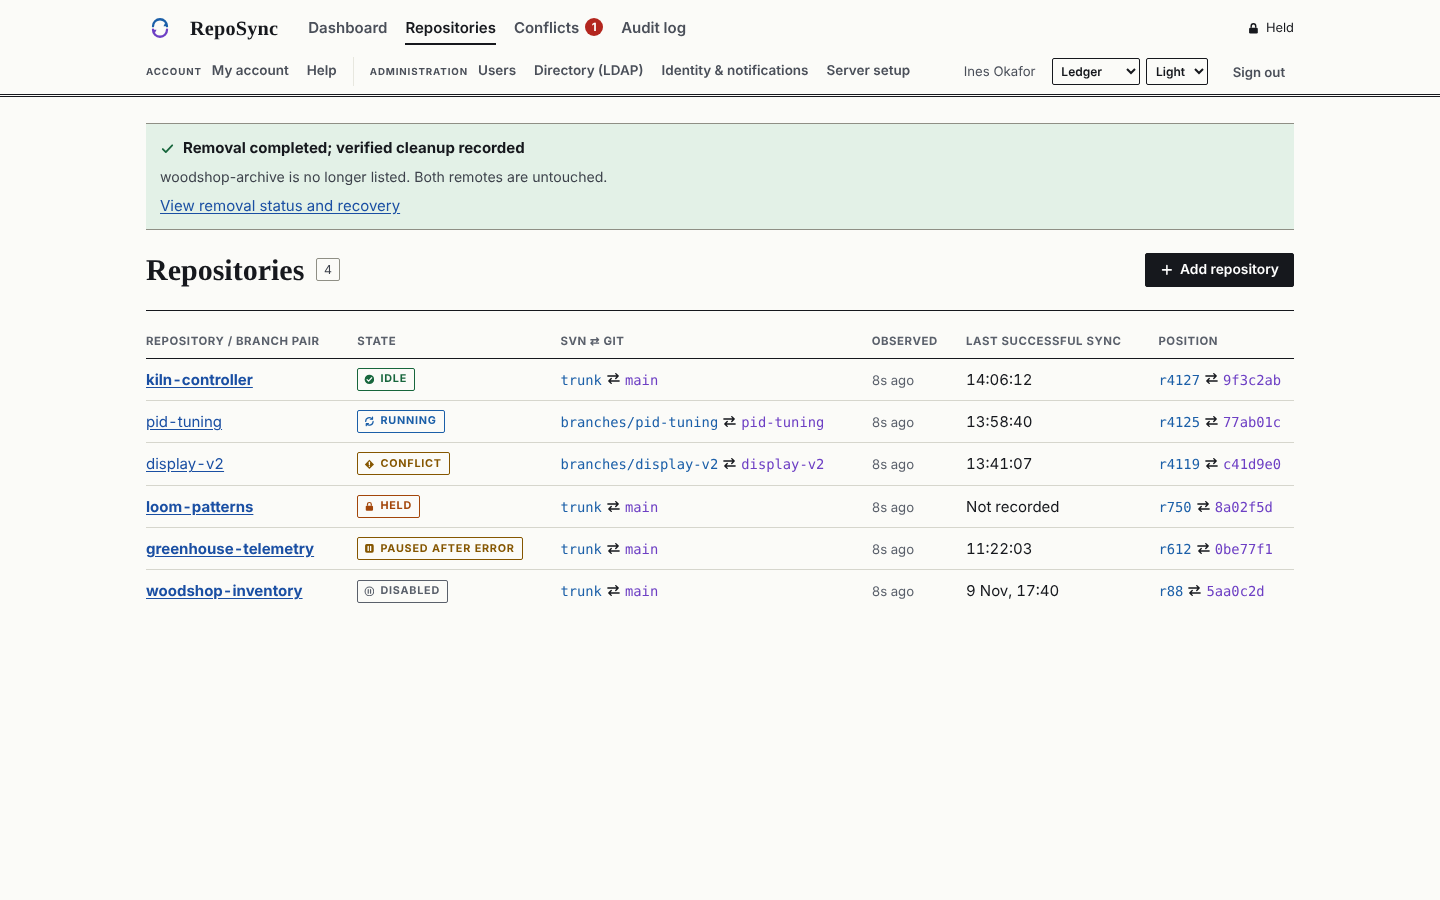 RepoSync Dashboard Repositories Conflicts 1 Audit log Held
ACCOUNT My account Help ADMINISTRATION Users Directory (LDAP) Identity & notifications Server setup Ines Okafor Ledger Light Sign out
Removal completed; verified cleanup recorded
woodshop-archive is no longer listed. Both remotes are untouched.
View removal status and recovery
Repositories 4 + Add repository
REPOSITORY / BRANCH PAIR STATE SVN ⇄ GIT OBSERVED LAST SUCCESSFUL SYNC POSITION
kiln-controller IDLE trunk ⇄ main 8s ago 14:06:12 r4127 ⇄ 9f3c2ab
pid-tuning RUNNING branches/pid-tuning ⇄ pid-tuning 8s ago 13:58:40 r4125 ⇄ 77ab01c
display-v2 CONFLICT branches/display-v2 ⇄ display-v2 8s ago 13:41:07 r4119 ⇄ c41d9e0
loom-patterns HELD trunk ⇄ main 8s ago Not recorded r750 ⇄ 8a02f5d
greenhouse-telemetry PAUSED AFTER ERROR trunk ⇄ main 8s ago 11:22:03 r612 ⇄ 0be77f1
woodshop-inventory DISABLED trunk ⇄ main 8s ago 9 Nov, 17:40 r88 ⇄ 5aa0c2d